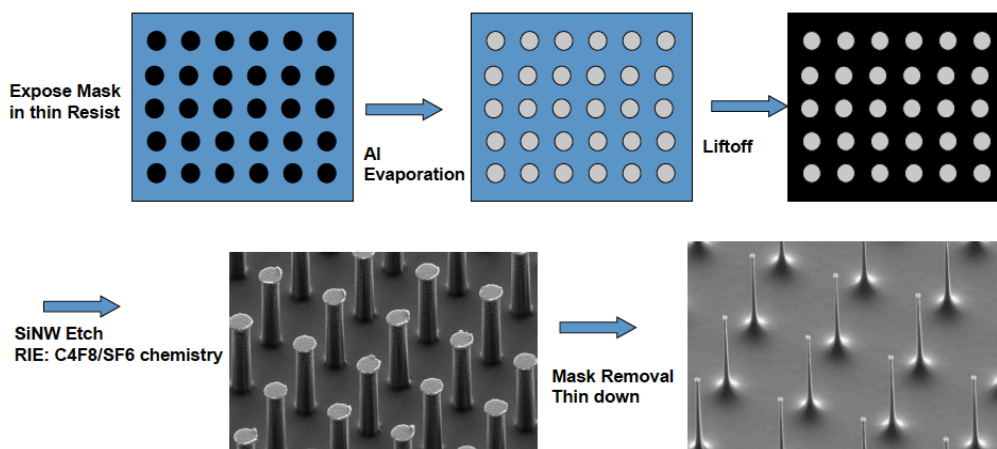 Expose Mask
in thin Resist
Al
Evaporation
Liftoff
SiNW Etch
RIE: C4F8/SF6 chemistry
Mask Removal
Thin down